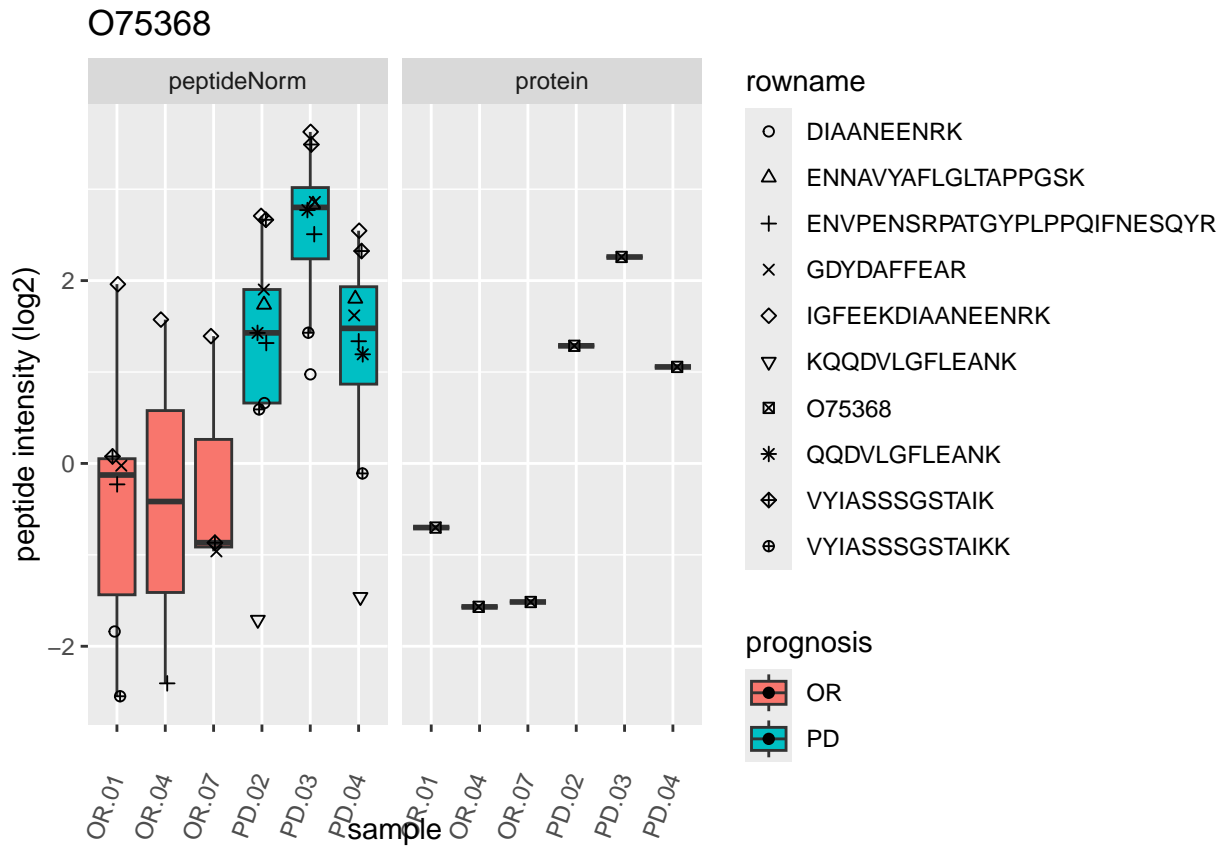 O75368
peptideNorm
protein
peptide intensity (log2)
2
0
−2
OR.01
OR.04
OR.07
PD.02
PD.03
PD.04
OR.01
OR.04
OR.07
PD.02
PD.03
PD.04
sample
rowname
DIAANEENRK
ENNAVYAFLGLTAPPGSK
ENVPENSRPATGYPLPPQIFNESQYR
GDYDAFFEAR
IGFEEKDIAANEENRK
KQQDVLGFLEANK
O75368
QQDVLGFLEANK
VYIASSSGSTAIK
VYIASSSGSTAIKK
prognosis
OR
PD